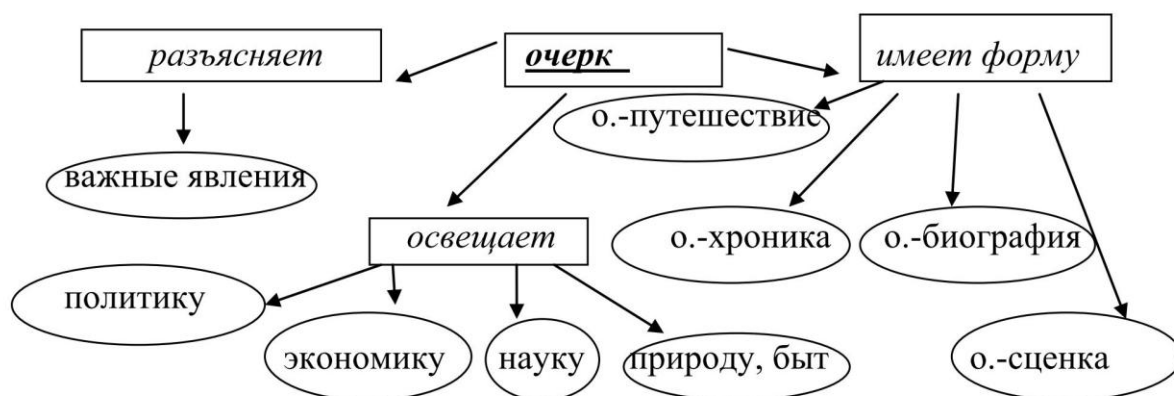 разъясняет
очерк
имеет форму
о.-путешествие
важные явления
освещает
о.-хроника
о.-биография
политику
экономику
науку
природу, быт
о.-сценка